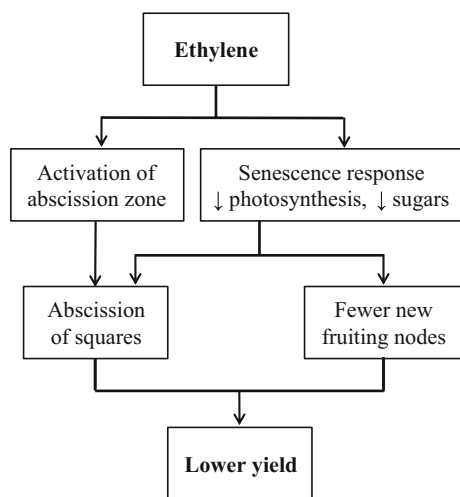 Ethylene
Activation of
abscission zone
Senescence response
↓ photosynthesis, ↓ sugars
Abscission
of squares
Fewer new
fruiting nodes
Lower yield